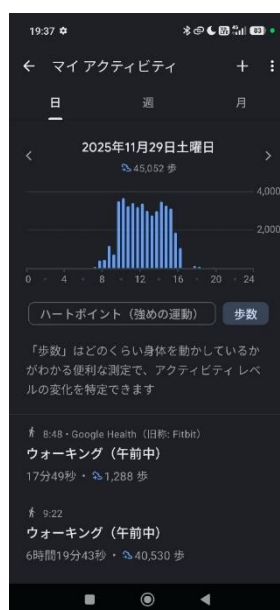 19:37
83
マイ アクティビティ
日 週 月
2025年11月29日土曜日
45,052 歩
4,000
2,000
0 4 8 12 16 20 24
ハートポイント（強めの運動） 歩数
「歩数」はどのくらい身体を動かしているか
がわかる便利な測定で、アクティビティ レベ
ルの変化を特定できます
8:48 • Google Health（旧称: Fitbit）
ウォーキング（午前中）
17分49秒 • 1,288 歩
9:22
ウォーキング（午前中）
6時間19分43秒 • 40,530 歩